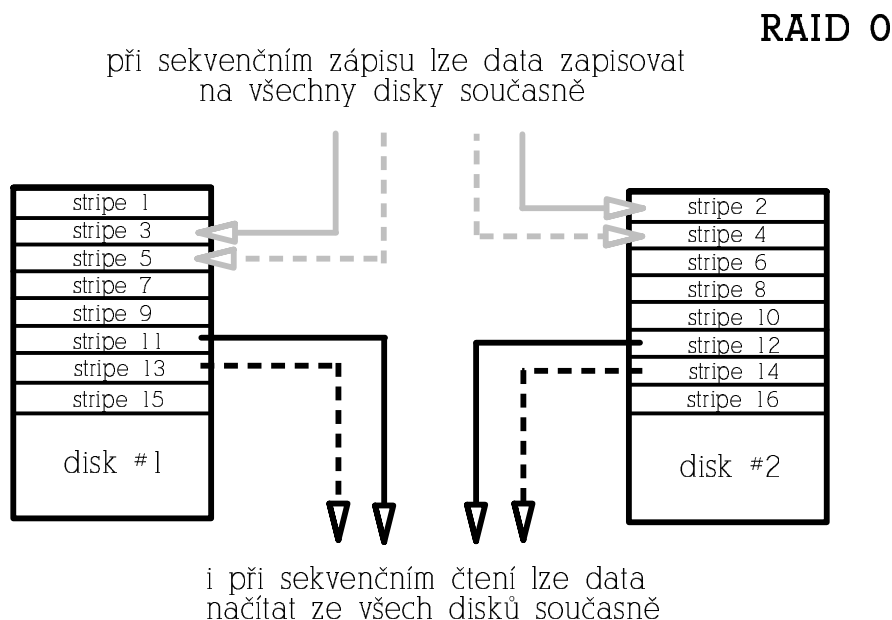 RAID 0
při sekvenčním zápisu lze data zapisovat
na všechny disky současně
stripe 1
stripe 3
stripe 5
stripe 7
stripe 9
stripe 11
stripe 13
stripe 15
disk #1
stripe 2
stripe 4
stripe 6
stripe 8
stripe 10
stripe 12
stripe 14
stripe 16
disk #2
i při sekvenčním čtení lze data
načítat ze všech disků současně